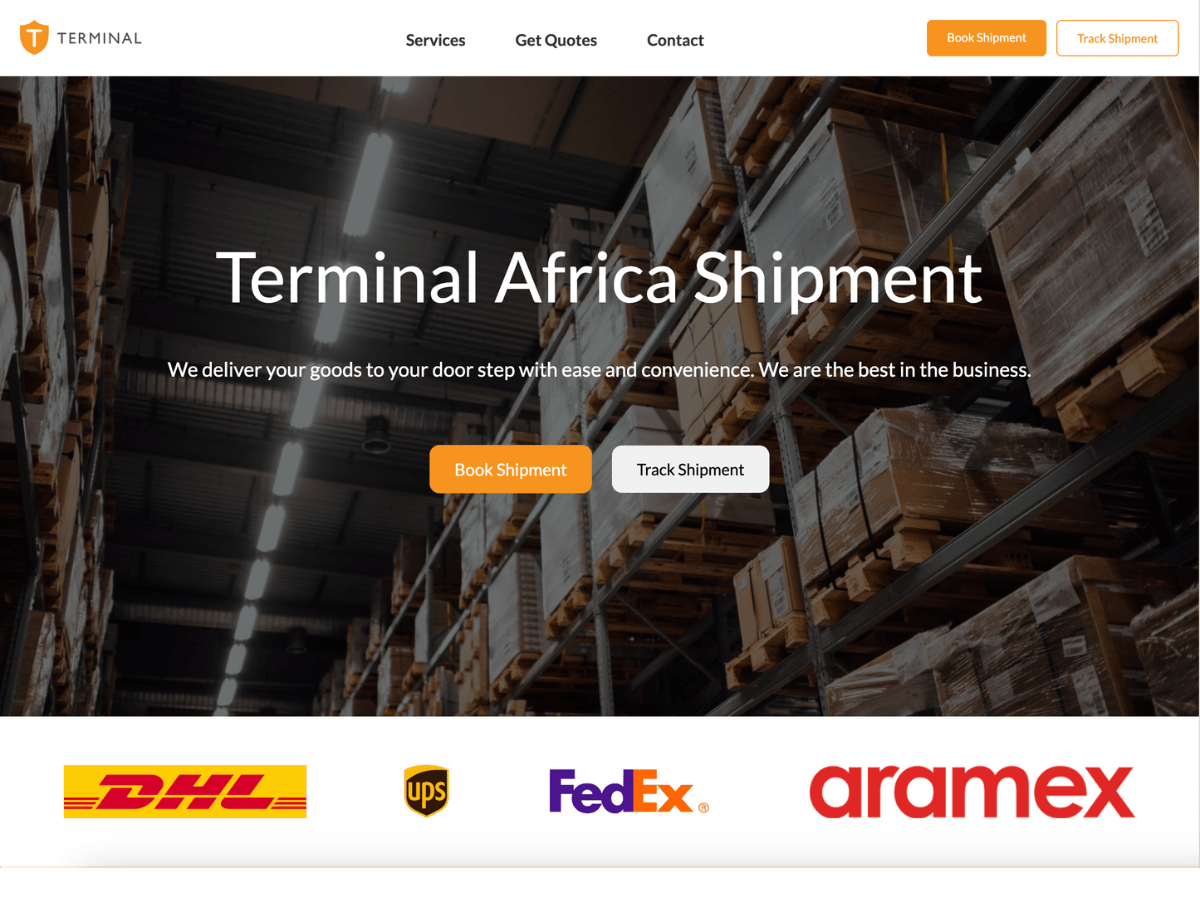 T TERMINAL
Services
Get Quotes
Contact
Book Shipment
Track Shipment
Terminal Africa Shipment
We deliver your goods to your door step with ease and convenience. We are the best in the business.
Book Shipment
Track Shipment
DHL
ups
FedEx ®
aramex